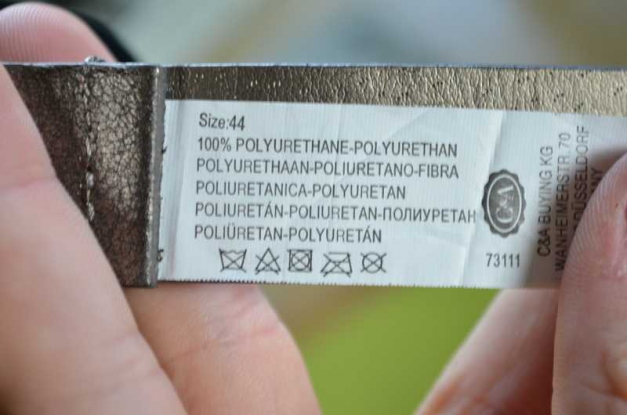 Size:44
100% POLYURETHANE-POLYURETHAN
POLYURETHAAN-POLIURETANO-FIBRA
POLIURETANICA-POLYURETAN
POLIURETÁN-POLIURETAN-ПОЛИУРЕТАН
POLIÜRETAN-POLYURETÁN
C&A
73111
C&A BUYING KG
WANHEIMERSTR. 70
DÜSSELDORF